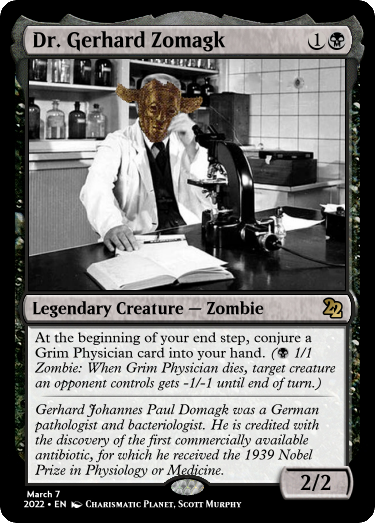 Dr. Gerhard Zomagk 1
Legendary Creature — Zombie 22
At the beginning of your end step, conjure a
Grim Physician card into your hand. ( 1/1
Zombie: When Grim Physician dies, target creature
an opponent controls gets -1/-1 until end of turn.)
Gerhard Johannes Paul Domagk was a German
pathologist and bacteriologist. He is credited with
the discovery of the first commercially available
antibiotic, for which he received the 1939 Nobel
Prize in Physiology or Medicine.
2/2
March 7
2022 • EN Charismatic Planet, Scott Murphy